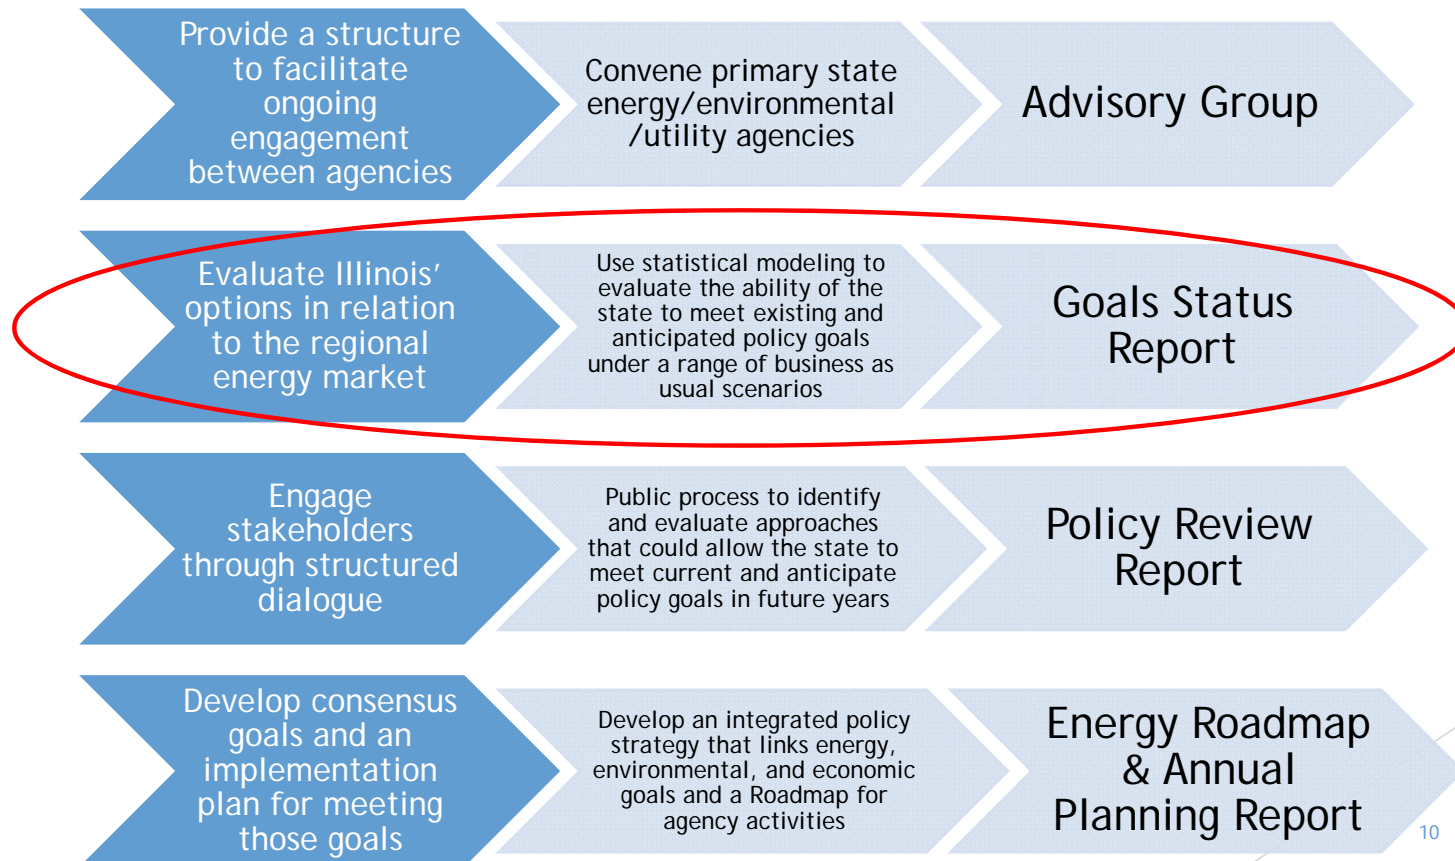 Provide a structure
to facilitate
ongoing
engagement
between agencies
Convene primary state
energy/environmental
/utility agencies
Advisory Group
Evaluate Illinois'
options in relation
to the regional
energy market
Use statistical modeling to
evaluate the ability of the
state to meet existing and
anticipated policy goals
under a range of business as
usual scenarios
Goals Status
Report
Engage
stakeholders
through structured
dialogue
Public process to identify
and evaluate approaches
that could allow the state to
meet current and anticipate
policy goals in future years
Policy Review
Report
Develop consensus
goals and an
implementation
plan for meeting
those goals
Develop an integrated policy
strategy that links energy,
environmental, and economic
goals and a Roadmap for
agency activities
Energy Roadmap
& Annual
Planning Report
10